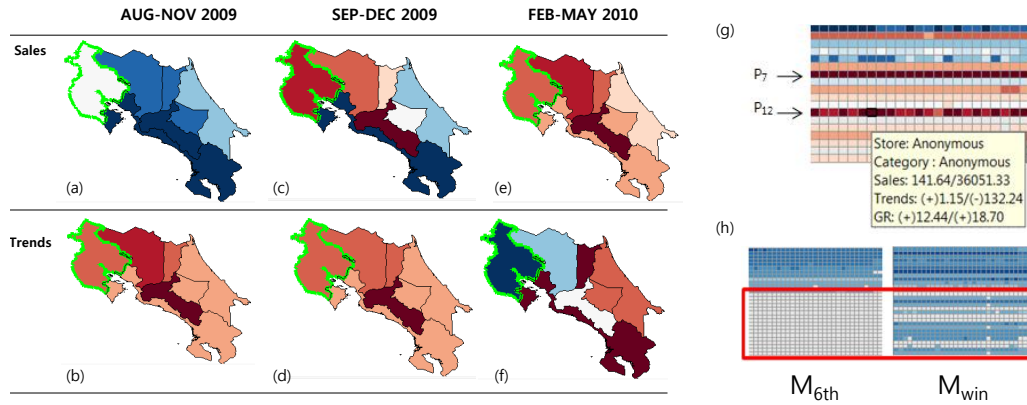 AUG-NOV 2009
SEP-DEC 2009
FEB-MAY 2010
Sales
(a)
(c)
(e)
Trends
(b)
(d)
(f)
(g)
P7
P12
Store: Anonymous
Category : Anonymous
Sales: 141.64/36051.33
Trends: (+)1.15/(-)132.24
GR: (+)12.44/(+)18.70
(h)
M6th
Mwin